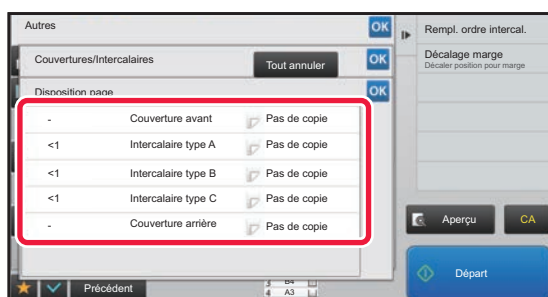 Autres
OK
Rempl. ordre intercal.
Couvertures/Intercalaires
Tout annuler
OK
Décalage marge
Décaler position pour marge
Disposition page
OK
- Couverture avant Pas de copie
<1 Intercalaire type A Pas de copie
<1 Intercalaire type B Pas de copie
<1 Intercalaire type C Pas de copie
- Couverture arrière Pas de copie
Aperçu
CA
Précédent
3 B4
4 A3
Départ